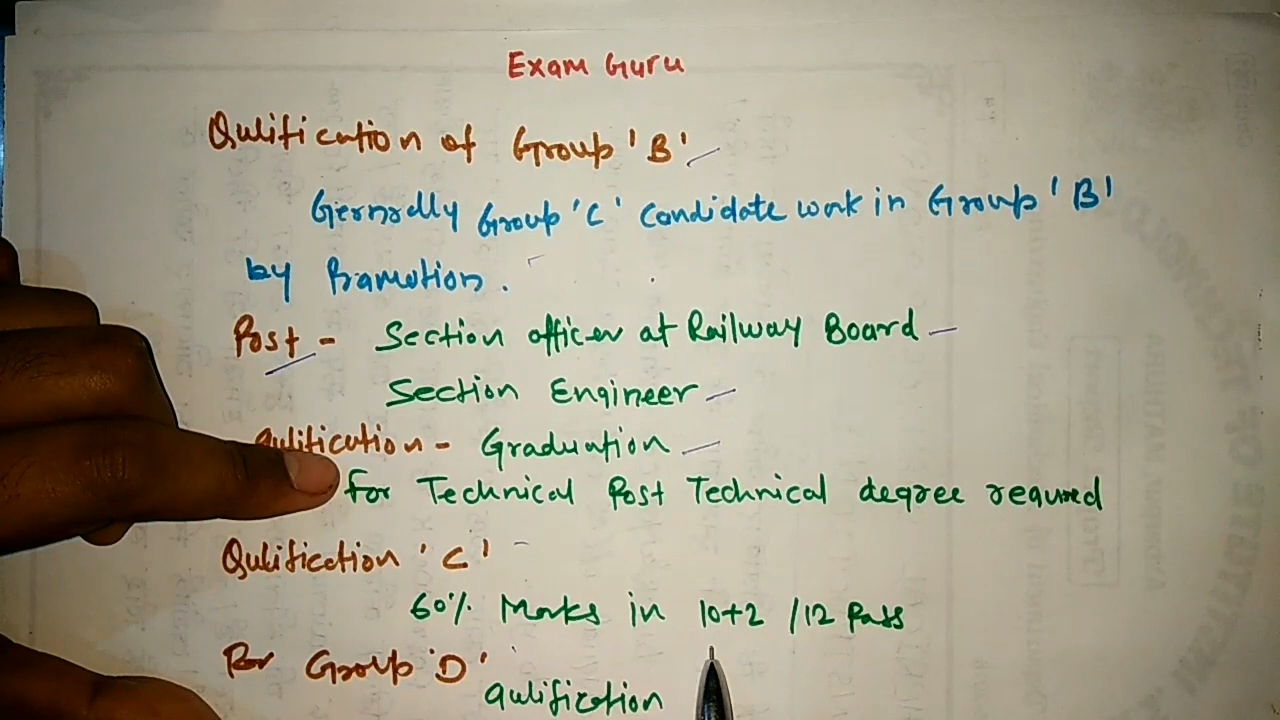 Exam Guru
Qulification of Group 'B'
Gernrally Group 'C' Candidate work in Group 'B'
by Pramotion.
Post - Section officer at Railway Board
Section Engineer
Qulification - Graduation
For Technical Post Technical degree required
Qulification 'C'
60% Marks in 10+2 /12 Pass
For Group 'D'
Qulification